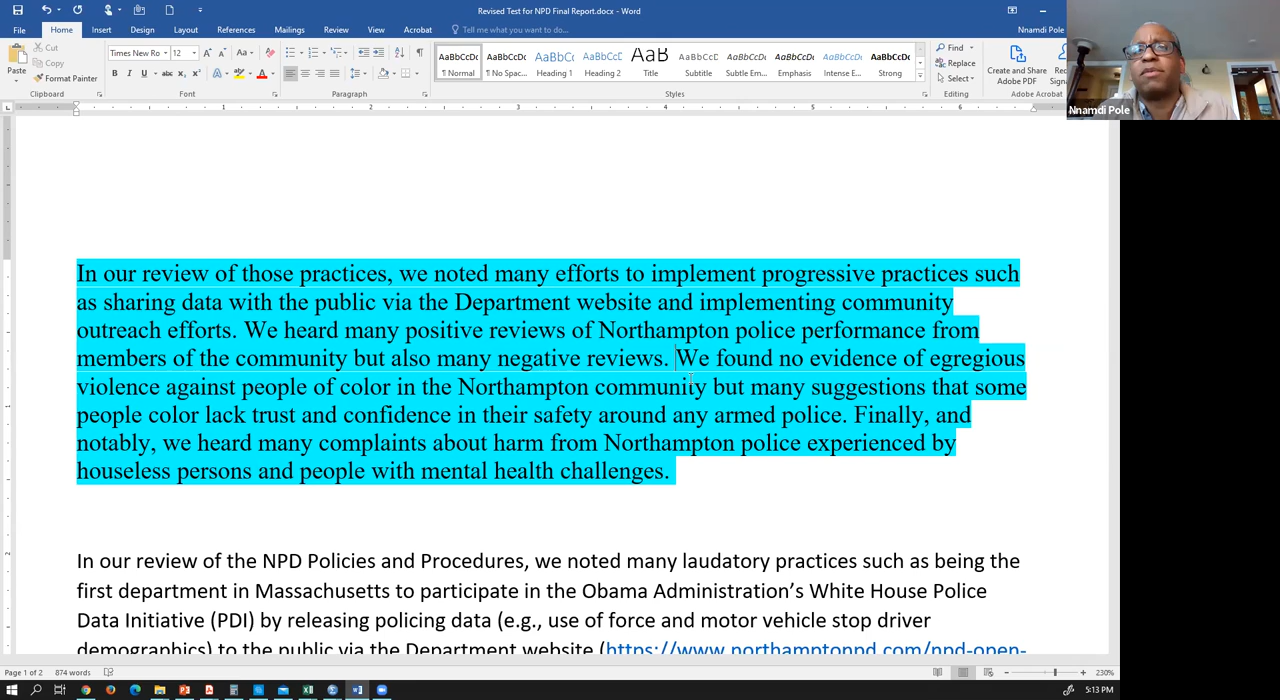 Revised Test for NPD Final Report.docx - Word
File Home Insert Design Layout References Mailings Review View Acrobat Tell me what you want to do... Nnamdi Pole
Paste Cut Copy Format Painter
Clipboard
Times New Ro 12
Font
Paragraph
AaBbCcDc AaBbCcDc AaBbCc AaBbCcD AaB AaBbCcD AaBbCcDc AaBbCcDc AaBbCcDc AaBbCcDc
¶ Normal ¶ No Spac... Heading 1 Heading 2 Title Subtitle Subtle Em... Emphasis Intense E... Strong
Styles
Find
Replace
Select
Editing
Create and Share
Adobe PDF
Adobe Acrobat
Nnamdi Pole
1 2 3 4 5 6
In our review of those practices, we noted many efforts to implement progressive practices such
as sharing data with the public via the Department website and implementing community
outreach efforts. We heard many positive reviews of Northampton police performance from
members of the community but also many negative reviews. We found no evidence of egregious
violence against people of color in the Northampton community but many suggestions that some
people color lack trust and confidence in their safety around any armed police. Finally, and
notably, we heard many complaints about harm from Northampton police experienced by
houseless persons and people with mental health challenges.
In our review of the NPD Policies and Procedures, we noted many laudatory practices such as being the
first department in Massachusetts to participate in the Obama Administration’s White House Police
Data Initiative (PDI) by releasing policing data (e.g., use of force and motor vehicle stop driver
demographics) to the public via the Department website (https://www.northamptonpd.com/npd-open-
Page 1 of 2 874 words 230%
5:13 PM